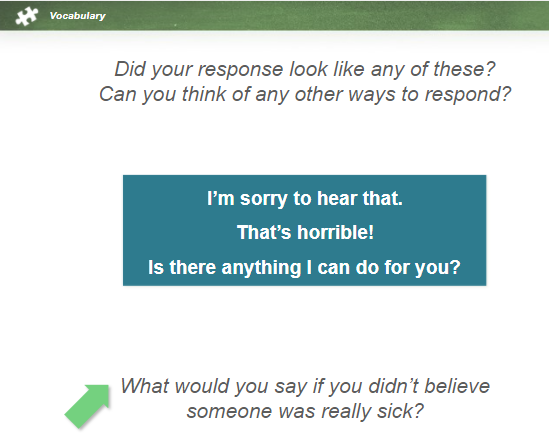 Vocabulary
Did your response look like any of these?
Can you think of any other ways to respond?
I’m sorry to hear that.
That’s horrible!
Is there anything I can do for you?
What would you say if you didn’t believe
someone was really sick?